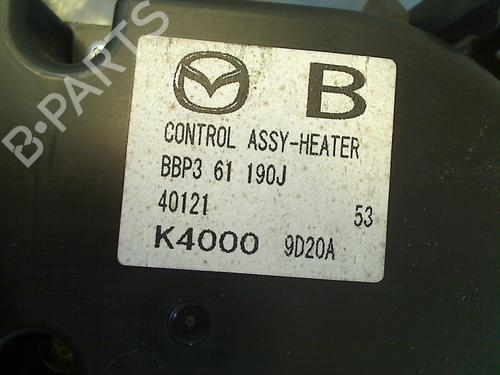 B
CONTROL ASSY-HEATER
BBP3 61 190J
40121 53
K4000 9D20A
B-PARTS